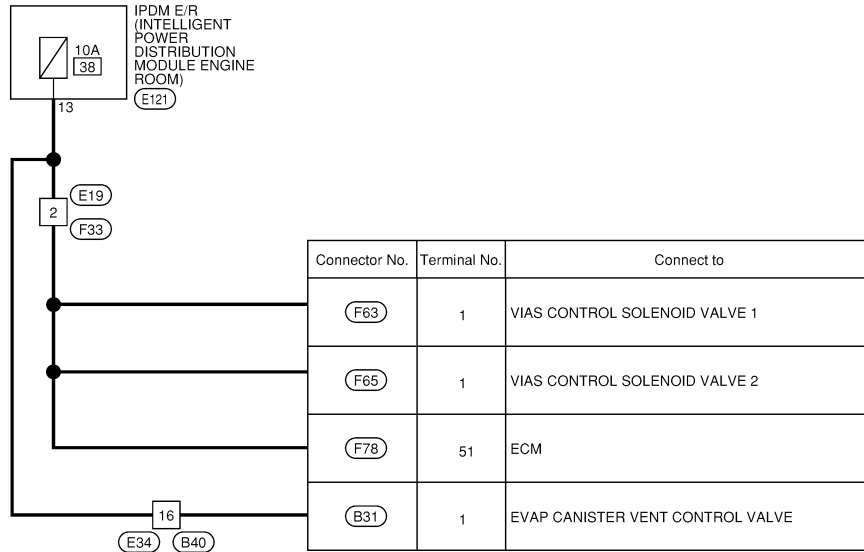 IPDM E/R
(INTELLIGENT
POWER
DISTRIBUTION
MODULE ENGINE
ROOM)
10A
38
E121
13
E19
2
F33
Connector No. Terminal No. Connect to
F63 1 VIAS CONTROL SOLENOID VALVE 1
F65 1 VIAS CONTROL SOLENOID VALVE 2
F78 51 ECM
B31 1 EVAP CANISTER VENT CONTROL VALVE
16
E34 B40